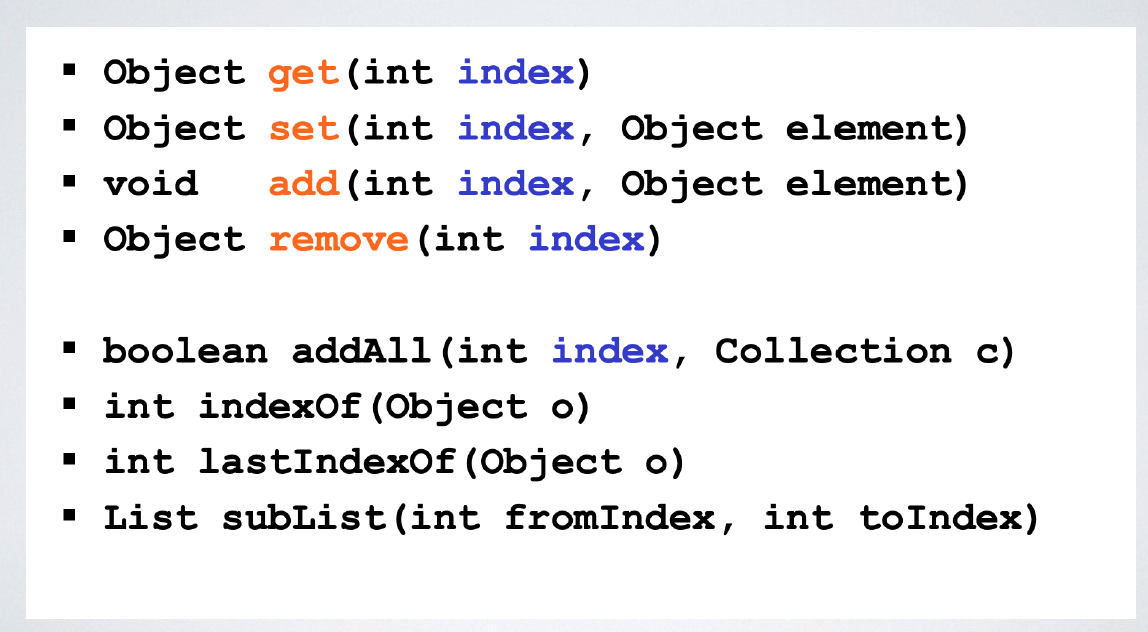 ▪ Object get(int index)
▪ Object set(int index, Object element)
▪ void   add(int index, Object element)
▪ Object remove(int index)
▪ boolean addAll(int index, Collection c)
▪ int indexOf(Object o)
▪ int lastIndexOf(Object o)
▪ List subList(int fromIndex, int toIndex)